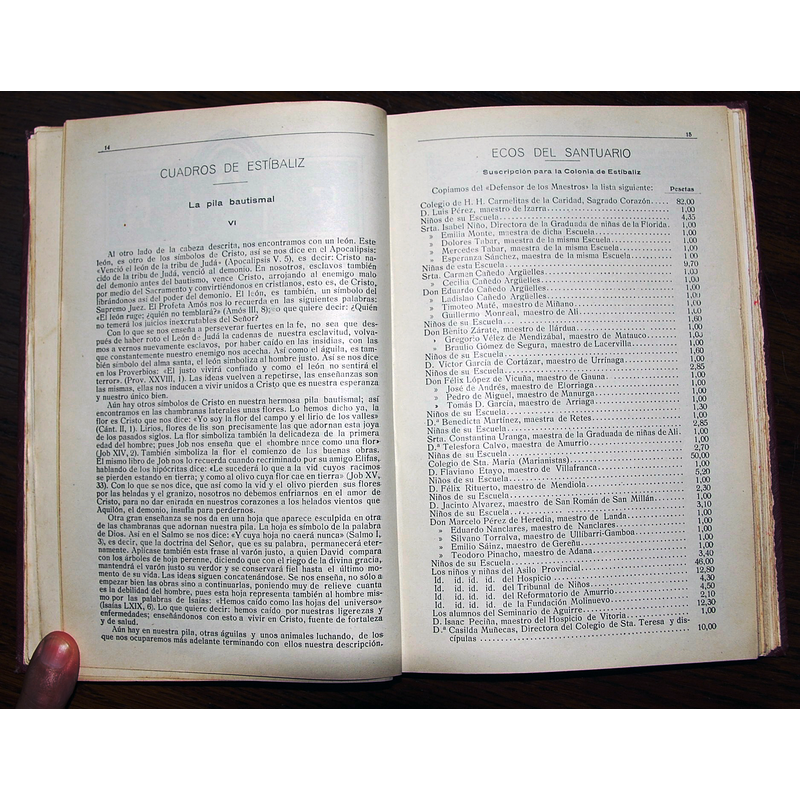 14
CUADROS DE ESTÍBALIZ
La pila bautismal
VI
Al otro lado de la cabeza descrita, nos encontramos con un león. Este
león, es otro de los símbolos de Cristo, así se nos dice en el Apocalipsis:
«Venció el león de la tribu de Judá» (Apocalipsis V. 5), es decir: Cristo na-
cido de la tribu de Judá, venció al demonio. En nosotros, esclavos también
del demonio antes del bautismo, vence Cristo, arrojando al enemigo malo
por medio del Sacramento y convirtiéndonos en cristianos, esto es, de Cristo,
librándonos así del poder del demonio. El león es, también, un símbolo del
Supremo Juez. El Profeta Amós nos lo recuerda en las siguientes palabras:
«El león ruge: ¿quién no temblará?» (Amós III, 8); o que quiere decir: ¿Quién
no temerá los juicios inexcrutables del Señor?
Con lo que se nos enseña a perseverar fuertes en la fe, no sea que des-
pués de haber roto el León de Judá la cadenas de nuestra esclavitud, volva-
mos a vernos nuevamente esclavos, por haber caído en las insidias, con las
que constantemente nuestro enemigo nos acecha. Así como el águila, es tam-
bién símbolo del alma santa, el león simboliza al hombre justo. Así se nos dice
en los Proverbios: «El justo vivirá confiado y como el león no sentirá el
terror». (Prov. XXVIII, 1). Las ideas vuelven a repetirse, las enseñanzas son
las mismas, ellas nos inducen a vivir unidos a Cristo que es nuestra esperanza
y nuestro único bien.
Aún hay otros símbolos de Cristo en nuestra hermosa pila bautismal; así
encontramos en las chambranas laterales unas flores. Lo hemos dicho ya, la
flor es Cristo que nos dice: «Yo soy la flor del campo y el lirio de los valles»
(Cánt. II, 1). Lirios, flores de lis son precisamente las que adornan esta joya
de los pasados siglos. La flor simboliza también la delicadeza de la primera
edad del hombre; pues Job nos enseña que el «hombre nace como una flor»
(Job XIV, 2). También simboliza la flor el comienzo de las buenas obras.
El mismo libro de Job nos lo recuerda cuando recriminado por su amigo Elifas,
hablando de los hipócritas dice: «Le sucederá lo que a la vid cuyos racimos
se pierden estando en tierra; y como al olivo cuya flor cae en tierra» (Job XV,
33). Con lo que se nos dice, que así como la vid y el olivo pierden sus flores
por las heladas y el granizo, nosotros no debemos enfriarnos en el amor de
Cristo, para no dar entrada en nuestros corazones a los helados vientos que
Aquilón, el demonio, insufla para perdernos.
Otra gran enseñanza se nos da en una hoja que aparece esculpida en otra
de las chambranas que adornan nuestra pila. La hoja es símbolo de la palabra
de Dios. Así en el Salmo se nos dice: «Y cuya hoja no caerá nunca» (Salmo I,
3), es decir, que la doctrina del Señor, que es su palabra, permanecerá eter-
namente. Aplícase también esta frase al varón justo, a quien David compara
con los árboles de hoja perenne, diciendo que con el riego de la divina gracia,
mantendrá el varón justo su verdor y se conservará fiel hasta el último mo-
mento de su vida. Las ideas siguen concatenándose. Se nos enseña, no sólo a
empezar bien las obras sino a continuarlas, poniendo muy de relieve cuanta
es la debilidad del hombre, pues esta hoja representa también al hombre mis-
mo por las palabras de Isaías: «Hemos caído como las hojas del universo»
(Isaías LXIX, 6). Lo que quiere decir: hemos caído por nuestras ligerezas y
enfermedades; enseñándonos con esto a vivir en Cristo, fuente de fortaleza
y de salud.
Aún hay en nuestra pila, otras águilas y unos animales luchando, de los
que nos ocuparemos más adelante terminando con ellos nuestra descripción.
15
ECOS DEL SANTUARIO
Suscripción para la Colonia de Estíbaliz
Copiamos del «Defensor de los Maestros» la lista siguiente: Pesetas
Colegio de H. H. Carmelitas de la Caridad, Sagrado Corazón..... 82,00
D. Luis Pérez, maestro de Izarra 1,00
Niños de su Escuela 4,35
Srta. Isabel Niño, Directora de la Graduada de niñas de la Florida. 1,00
» Emilia Monte, maestra de dicha Escuela 1,00
» Dolores Tabar, maestra de la misma Escuela 1,00
» Mercedes Tabar, maestra de la misma Escuela 1,00
» Esperanza Sánchez, maestra de la misma Escuela 1,00
Niñas de esta Escuela 9,70
Srta. Carmen Cañedo Argüelles 1,00
» Cecilia Cañedo Argüelles 1,00
Don Eduardo Cañedo Argüelles 1,00
» Ladislao Cañedo Argüelles 1,00
» Timoteo Maté, maestro de Miñano 1,00
» Guillermo Monreal, maestro de Ali 1,00
Niños de su Escuela 1,60
Don Benito Zárate, maestro de Ilárdua 1,00
» Gregorio Vélez de Mendizábal, maestro de Matauco 1,00
» Braulio Gómez de Segura, maestro de Lucervilla 1,00
Niños de su Escuela 1,60
D. Víctor García de Cortázar, maestro de Urrínaga 1,00
Niños de su Escuela 2,85
Don Félix López de Vicuña, maestro de Gauna 1,00
» José de Andrés, maestro de Elorriaga 1,00
» Pedro de Miguel, maestro de Manurga 1,00
» Tomás D. García, maestro de Arriaga 1,00
Niños de su Escuela 1,30
D.ª Benedicta Martínez, maestra de Retes 1,00
Niños de su Escuela 2,85
Srta. Constantina Uranga, maestra de la Graduada de niñas de Ali. 1,00
D.ª Telesfora Calvo, maestra de Amurrio 1,00
Niñas de su Escuela 2,70
Colegio de Sta. María (Marianistas) 50,00
D. Flaviano Etayo, maestro de Villafranca 1,00
Niños de su Escuela 5,20
D. Félix Rituerto, maestro de Mendiola 1,00
Niños de su Escuela 2,30
D. Jacinto Alvarez, maestro de San Román de San Millán 1,00
Niños de su Escuela 3,10
Don Marcelo Pérez de Heredia, maestro de Landa 1,00
» Eduardo Nanclares, maestro de Nanclares 1,00
» Silvano Torralva, maestro de Ullíbarri-Gamboa 1,00
» Emilio Sáinz, maestro de Gereñu 1,00
» Teodoro Pinacho, maestro de Adana 1,00
Niños de su Escuela 3,40
Los niños y niñas del Asilo Provincial 46,00
Id. id. id. id. del Hospicio 12,80
Id. id. id. id. del Tribunal de Niños 4,30
Id. id. id. id. del Reformatorio de Amurrio 4,50
Id. id. id. id. de la Fundación Molinuevo 2,10
Los alumnos del Seminario de Aguirre 12,30
D. Isaac Peciña, maestro del Hospicio de Vitoria 1,00
D.ª Casilda Muñecas, Directora del Colegio de Sta. Teresa y dis-
cípulas 10,00